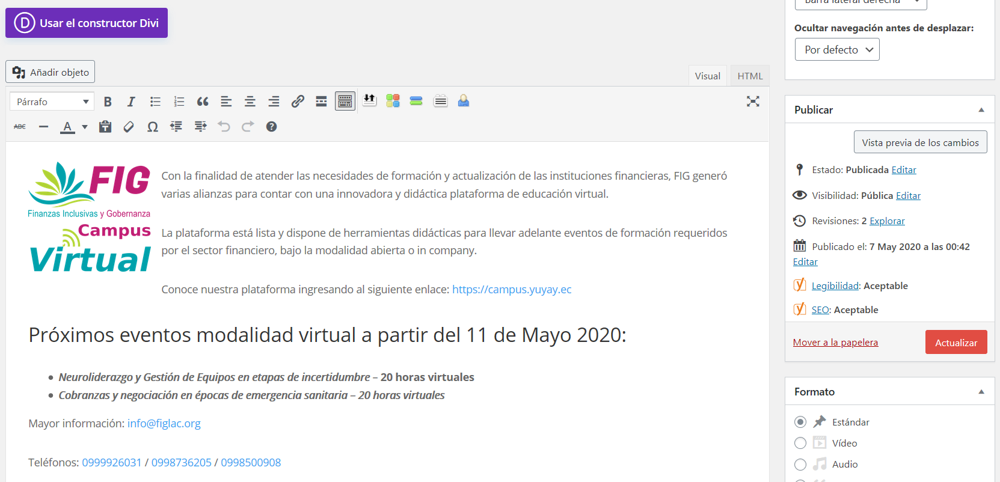 Usar el constructor Divi
Añadir objeto
Visual
HTML
Párrafo
ABC
FIG
Finanzas Inclusivas y Gobernanza
Campus
Virtual
Con la finalidad de atender las necesidades de formación y actualización de las instituciones financieras, FIG generó
varias alianzas para contar con una innovadora y didáctica plataforma de educación virtual.
La plataforma está lista y dispone de herramientas didácticas para llevar adelante eventos de formación requeridos
por el sector financiero, bajo la modalidad abierta o in company.
Conoce nuestra plataforma ingresando al siguiente enlace: https://campus.yuyay.ec
Próximos eventos modalidad virtual a partir del 11 de Mayo 2020:
Neuroliderazgo y Gestión de Equipos en etapas de incertidumbre – 20 horas virtuales
Cobranzas y negociación en épocas de emergencia sanitaria – 20 horas virtuales
Mayor información: info@figlac.org
Teléfonos: 0999926031 / 0998736205 / 0998500908
Barra lateral derecha
Ocultar navegación antes de desplazar:
Por defecto
Publicar
Vista previa de los cambios
Estado: Publicada Editar
Visibilidad: Pública Editar
Revisiones: 2 Explorar
Publicado el: 7 May 2020 a las 00:42
Editar
Legibilidad: Aceptable
SEO: Aceptable
Mover a la papelera
Actualizar
Formato
Estándar
Vídeo
Audio